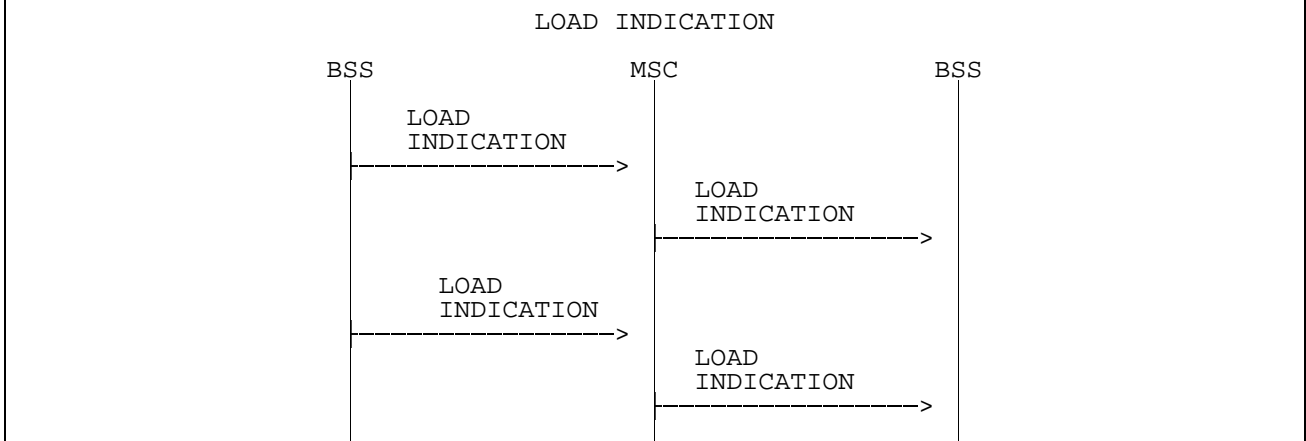 LOAD INDICATION
BSS MSC BSS
LOAD
INDICATION
LOAD
INDICATION
LOAD
INDICATION
LOAD
INDICATION